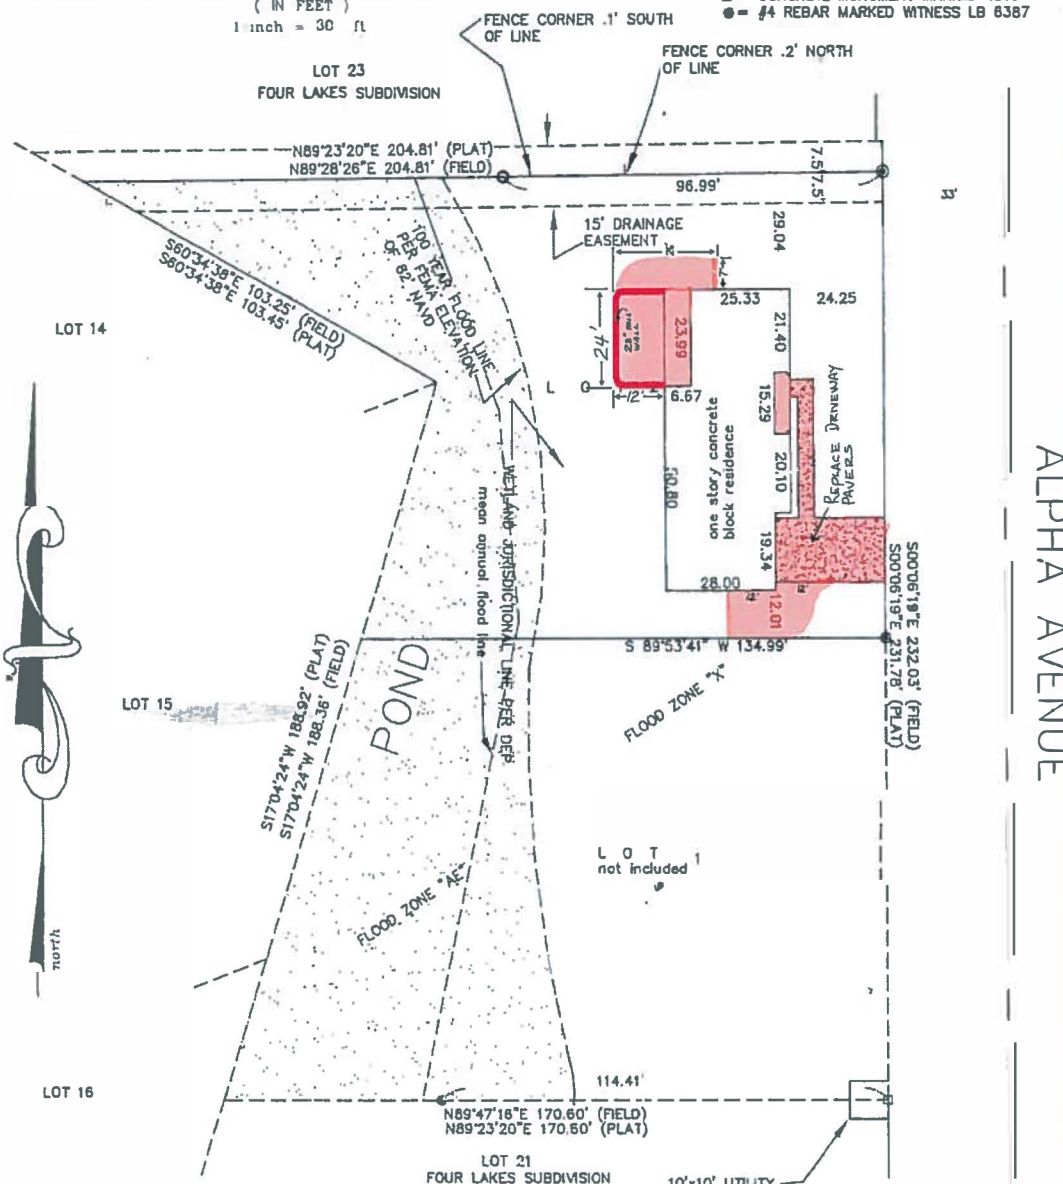 ( IN FEET )
1 inch = 30 ft
#4 REBAR MARKED WITNESS LB 6387
FENCE CORNER .1' SOUTH
OF LINE
FENCE CORNER .2' NORTH
OF LINE
LOT 23
FOUR LAKES SUBDIVISION
N89°23'20"E 204.81' (PLAT)
N89°28'26"E 204.81' (FIELD)
96.99'
7.5'
7.5'
33'
15' DRAINAGE
EASEMENT
29.04
S60°34'38"E 103.25' (FIELD)
S60°34'38"E 103.45' (PLAT)
100 YEAR FLOOD LINE
PER FEMA ELEVATION
OF 82' NAVD
LOT 14
7'
25.33
24.25
24'
23.99
21.40
L O
12'
6.67
15.29
REPLACE DRIVEWAY
PAVERS
one story concrete
block residence
20.10
19.34
28.00
12.01
WETLAND JURISDICTIONAL LINE PER DEP
mean annual flood line
S 89°53'41" W 134.99'
S00°06'19"E 232.03' (FIELD)
S00°06'19"E 231.78' (PLAT)
ALPHA AVENUE
FLOOD ZONE "X"
POND
LOT 15
S17°04'24"W 188.92' (PLAT)
S17°04'24"W 188.36' (FIELD)
L O T
not included
FLOOD ZONE "AE"
north
LOT 16
114.41'
N89°47'18"E 170.60' (FIELD)
N89°23'20"E 170.60' (PLAT)
LOT 21
FOUR LAKES SUBDIVISION
10'x10' UTILITY